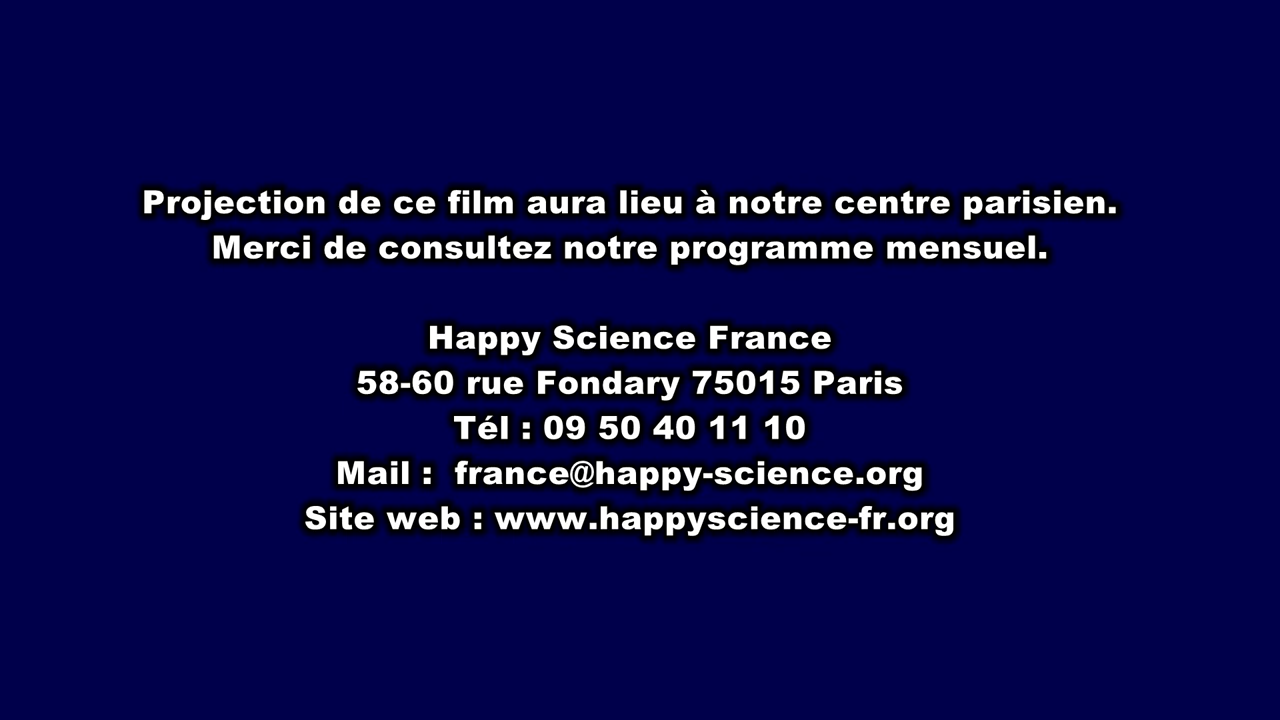 Projection de ce film aura lieu à notre centre parisien.
Merci de consultez notre programme mensuel.
Happy Science France
58-60 rue Fondary 75015 Paris
Tél : 09 50 40 11 10
Mail :  france@happy-science.org
Site web : www.happyscience-fr.org